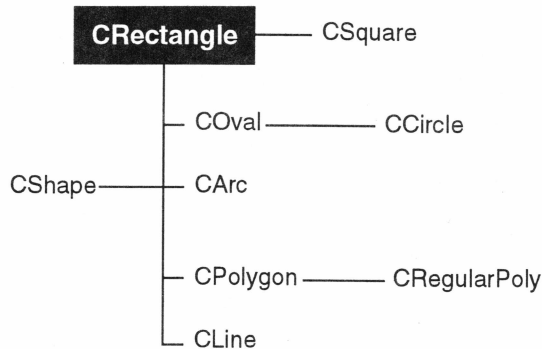 CRectangle CSquare
COval CCircle
CShape CArc
CPolygon CRegularPoly
CLine